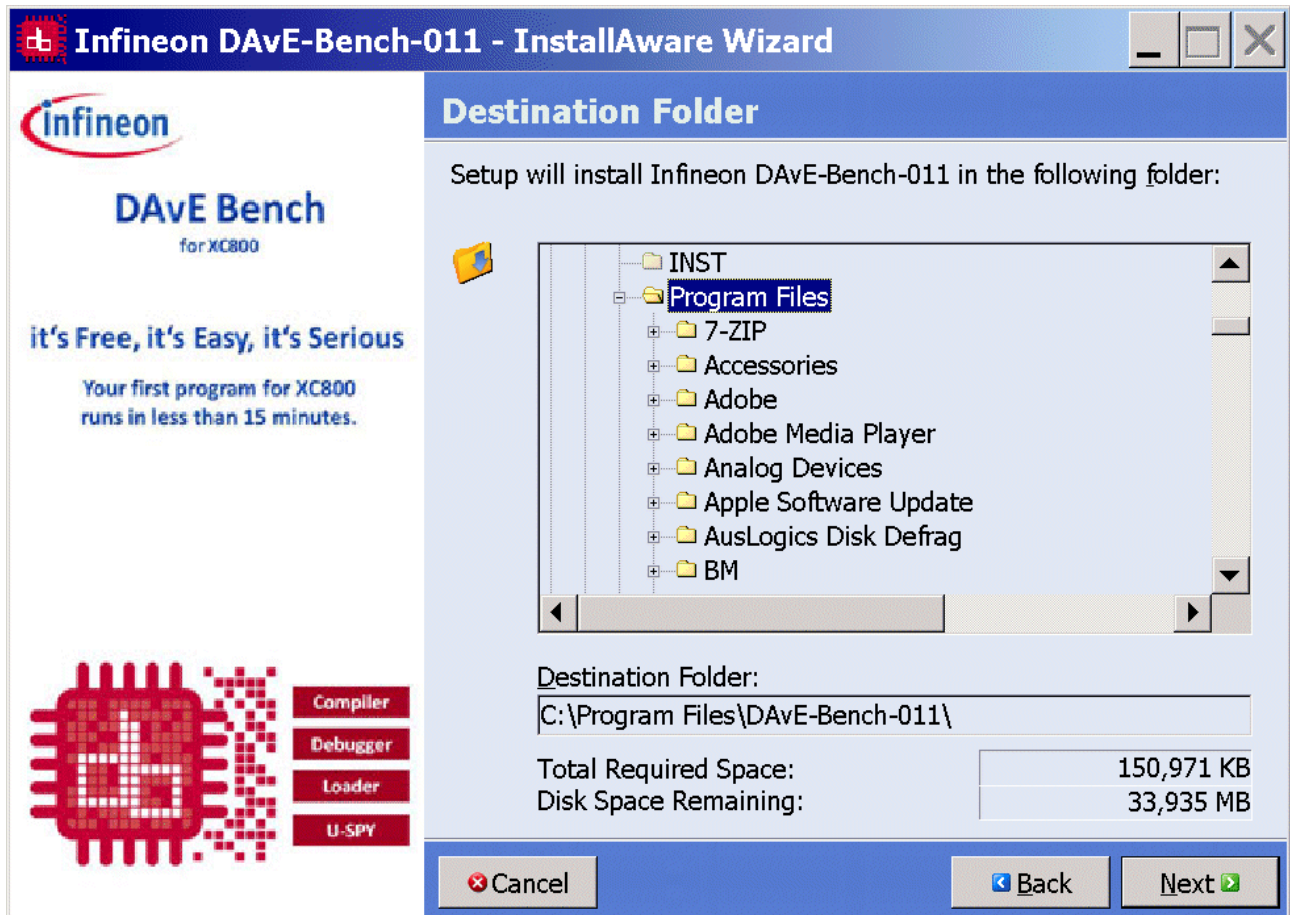 Infineon DAvE-Bench-011 - InstallAware Wizard
infineon
DAvE Bench
for XC800
it's Free, it's Easy, it's Serious
Your first program for XC800
runs in less than 15 minutes.
Compiler
Debugger
Loader
U-SPY
Destination Folder
Setup will install Infineon DAvE-Bench-011 in the following folder:
INST
Program Files
7-ZIP
Accessories
Adobe
Adobe Media Player
Analog Devices
Apple Software Update
AusLogics Disk Defrag
BM
Destination Folder:
C:\Program Files\DAvE-Bench-011\
Total Required Space: 150,971 KB
Disk Space Remaining: 33,935 MB
Cancel Back Next